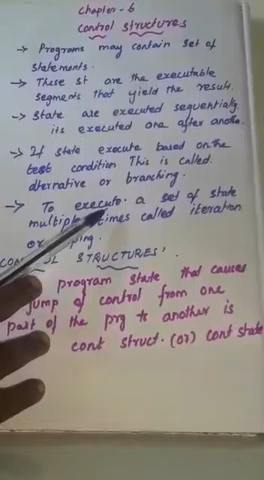 Chapter - 6
Control Structures
→ Programs may contain set of
statements.
→ These st are the executable
segments that yield the result.
→ State are executed sequentially
its executed one after another.
→ If State execute based on the
test condition This is called.
alternative or branching.
→ To execute. a set of state
multiple times called iteration
or
STRUCTURES:
program state that causes
jump of control from one
part of the prg to another is
cont struct. (or) cont state